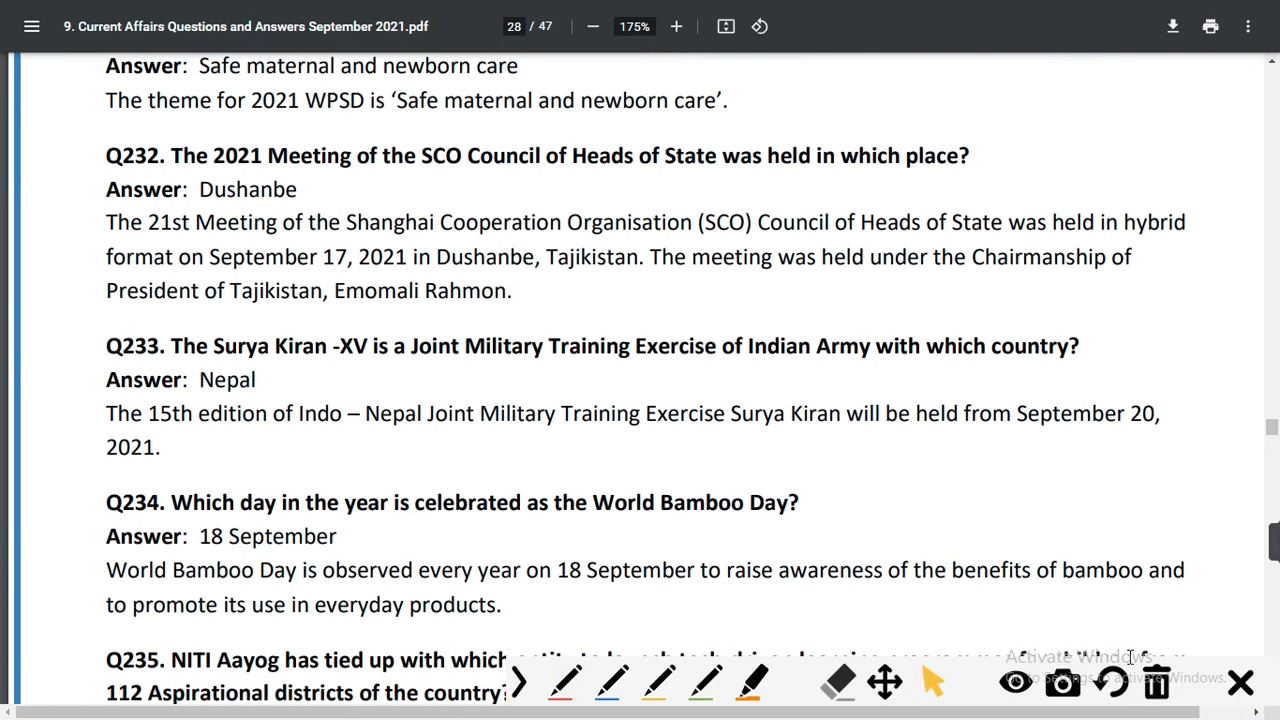 9. Current Affairs Questions and Answers September 2021.pdf
28 / 47
175%
Answer: Safe maternal and newborn care
The theme for 2021 WPSD is ‘Safe maternal and newborn care’.
Q232. The 2021 Meeting of the SCO Council of Heads of State was held in which place?
Answer: Dushanbe
The 21st Meeting of the Shanghai Cooperation Organisation (SCO) Council of Heads of State was held in hybrid
format on September 17, 2021 in Dushanbe, Tajikistan. The meeting was held under the Chairmanship of
President of Tajikistan, Emomali Rahmon.
Q233. The Surya Kiran -XV is a Joint Military Training Exercise of Indian Army with which country?
Answer: Nepal
The 15th edition of Indo – Nepal Joint Military Training Exercise Surya Kiran will be held from September 20,
2021.
Q234. Which day in the year is celebrated as the World Bamboo Day?
Answer: 18 September
World Bamboo Day is observed every year on 18 September to raise awareness of the benefits of bamboo and
to promote its use in everyday products.
Q235. NITI Aayog has tied up with which
112 Aspirational districts of the country?
Activate Windows
Go to Settings to activate Windows.